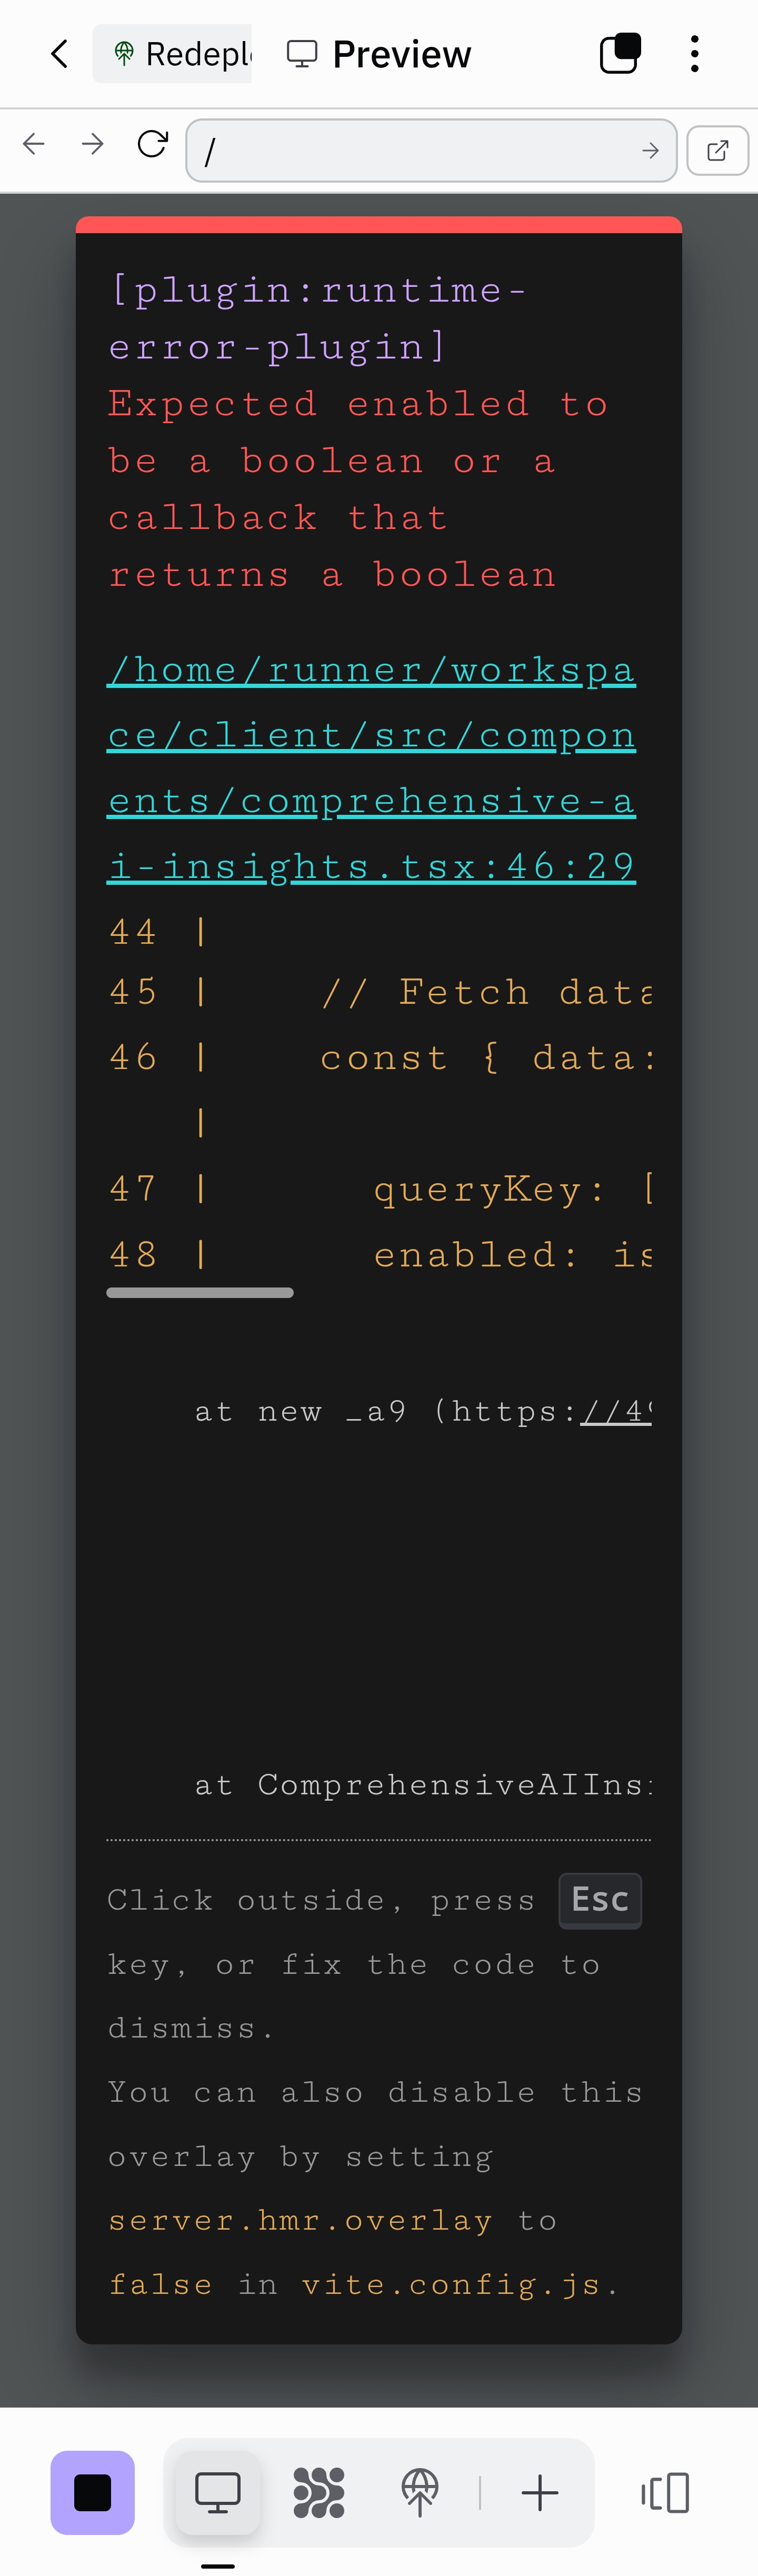 Preview
/
[plugin:runtime-
error-plugin]
Expected enabled to
be a boolean or a
callback that
returns a boolean
/home/runner/workspa
ce/client/src/compon
ents/comprehensive-a
i-insights.tsx:46:29
44 |
45 | // Fetch data
46 | const { data:
|
47 | queryKey: [
48 | enabled: is
at new _a9 (https://49
at ComprehensiveAIInsi
Click outside, press Esc
key, or fix the code to
dismiss.
You can also disable this
overlay by setting
server.hmr.overlay to
false in vite.config.js.